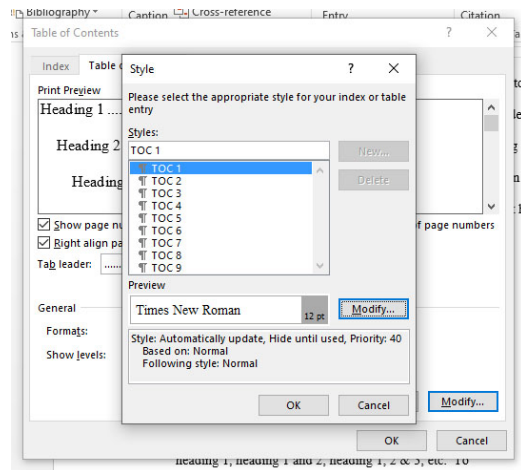 Bibliography
Caption
Cross-reference
Entry
Citation
Table of Contents
?
Index
Table
Print Preview
Heading 1 ....
Heading 2
Heading
Show page
Right align
Tab leader: ......
page numbers
General
Formats:
Show levels:
Modify...
OK
Cancel
Style
?
Please select the appropriate style for your index or table
entry
Styles:
TOC 1
New...
¶ TOC 1
Delete
¶ TOC 2
¶ TOC 3
¶ TOC 4
¶ TOC 5
¶ TOC 6
¶ TOC 7
¶ TOC 8
¶ TOC 9
Preview
Times New Roman
12 pt
Modify...
Style: Automatically update, Hide until used, Priority: 40
Based on: Normal
Following style: Normal
OK
Cancel
heading 1, heading 1 and 2, heading 1, 2 & 3, etc. To